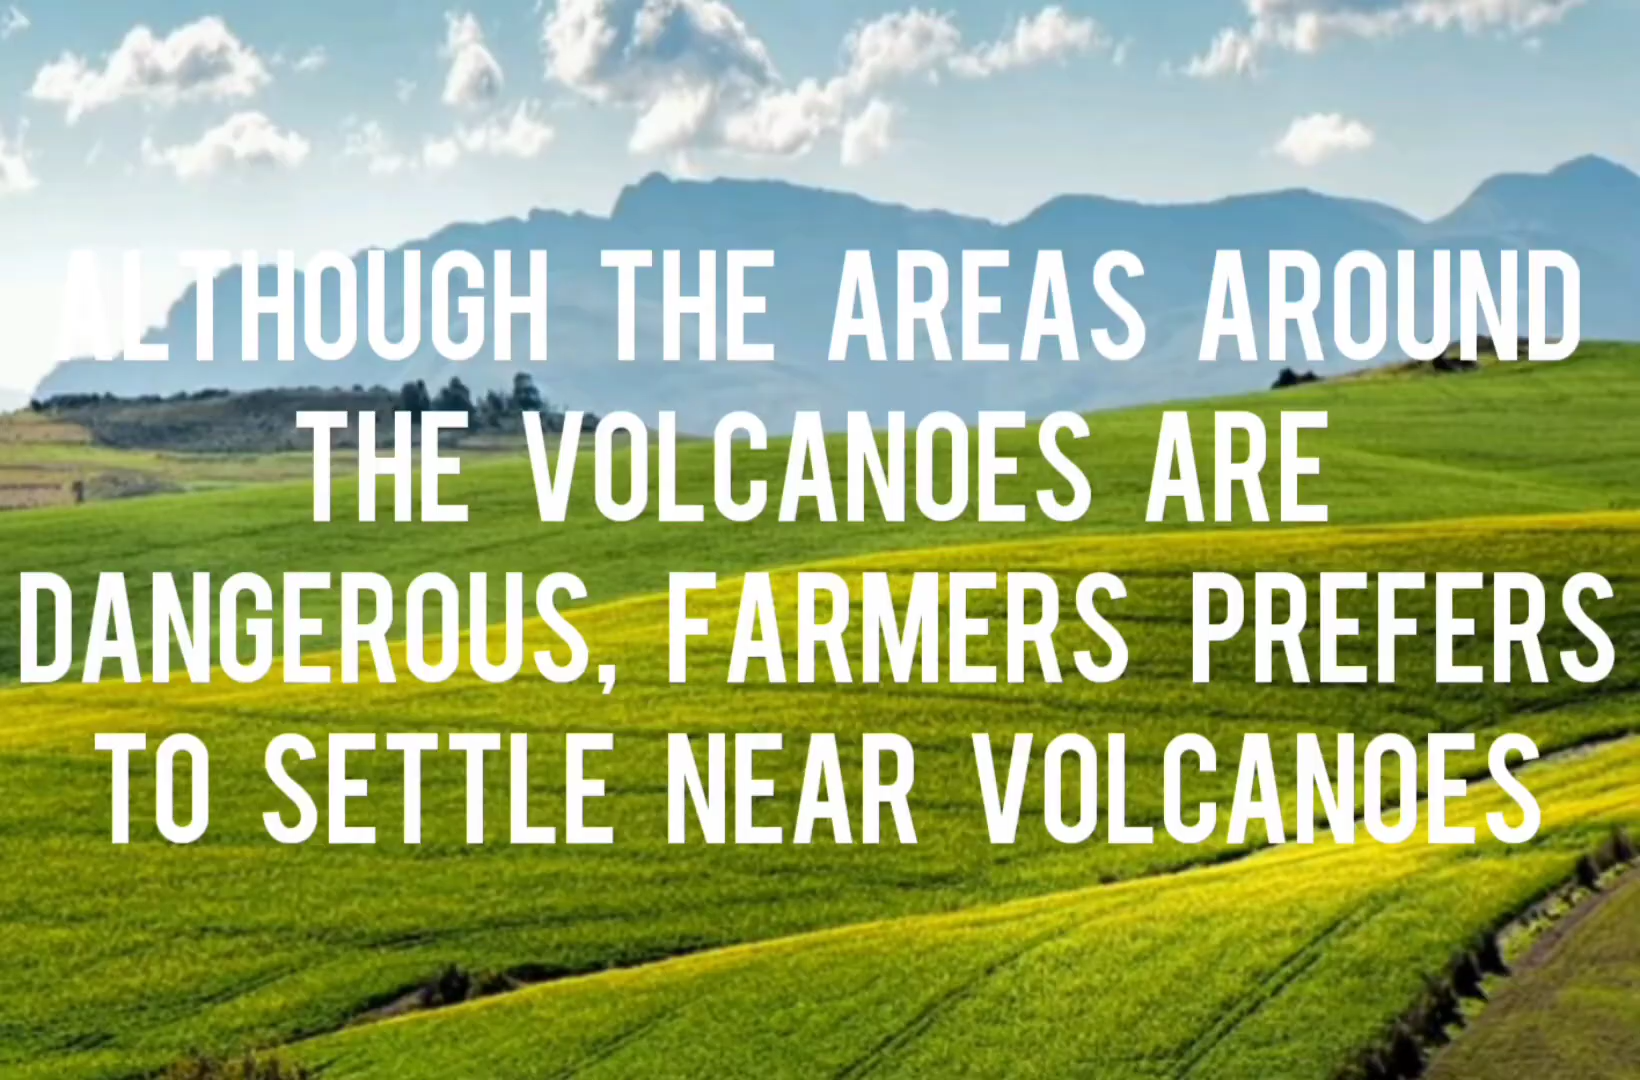 ALTHOUGH THE AREAS AROUND
THE VOLCANOES ARE
DANGEROUS, FARMERS PREFERS
TO SETTLE NEAR VOLCANOES